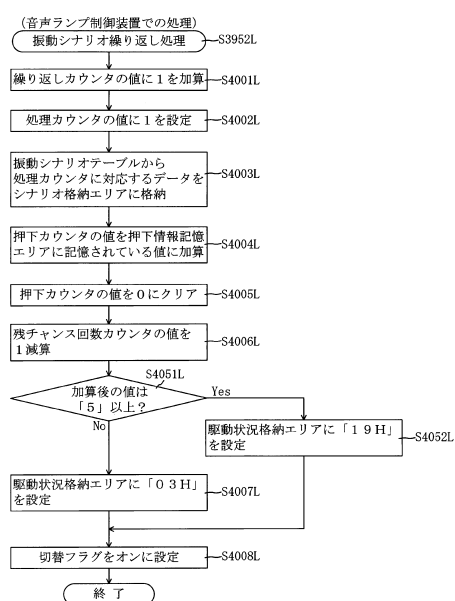 （音声ランプ制御装置での処理）
振動シナリオ繰り返し処理
S3952L
繰り返しカウンタの値に１を加算
S4001L
処理カウンタの値に１を設定
S4002L
振動シナリオテーブルから
処理カウンタに対応するデータを
シナリオ格納エリアに格納
S4003L
押下カウンタの値を押下情報記憶
エリアに記憶されている値に加算
S4004L
押下カウンタの値を０にクリア
S4005L
残チャンス回数カウンタの値を
１減算
S4006L
S4051L
加算後の値は
「５」以上？
Yes
No
駆動状況格納エリアに「１９Ｈ」
を設定
S4052L
駆動状況格納エリアに「０３Ｈ」
を設定
S4007L
切替フラグをオンに設定
S4008L
終了